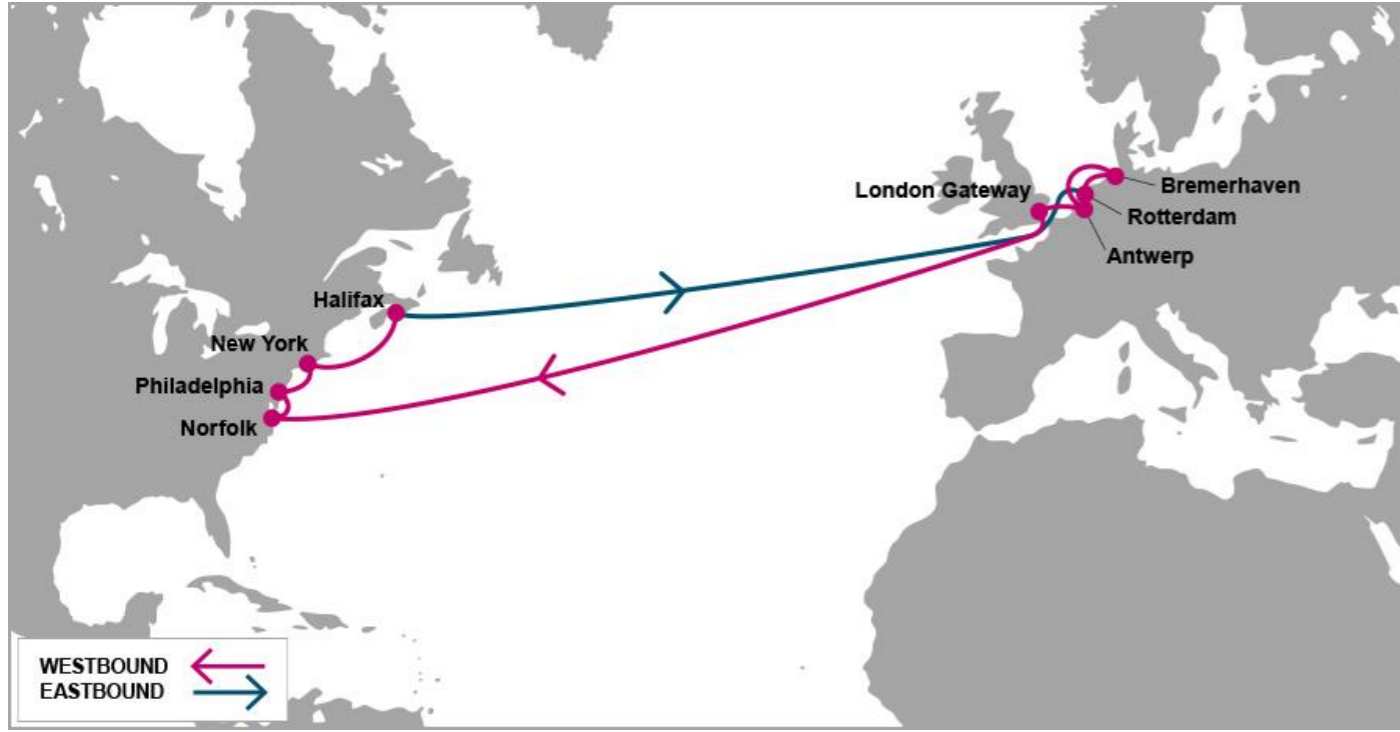 London Gateway
Bremerhaven
Rotterdam
Antwerp
Halifax
New York
Philadelphia
Norfolk
WESTBOUND
EASTBOUND